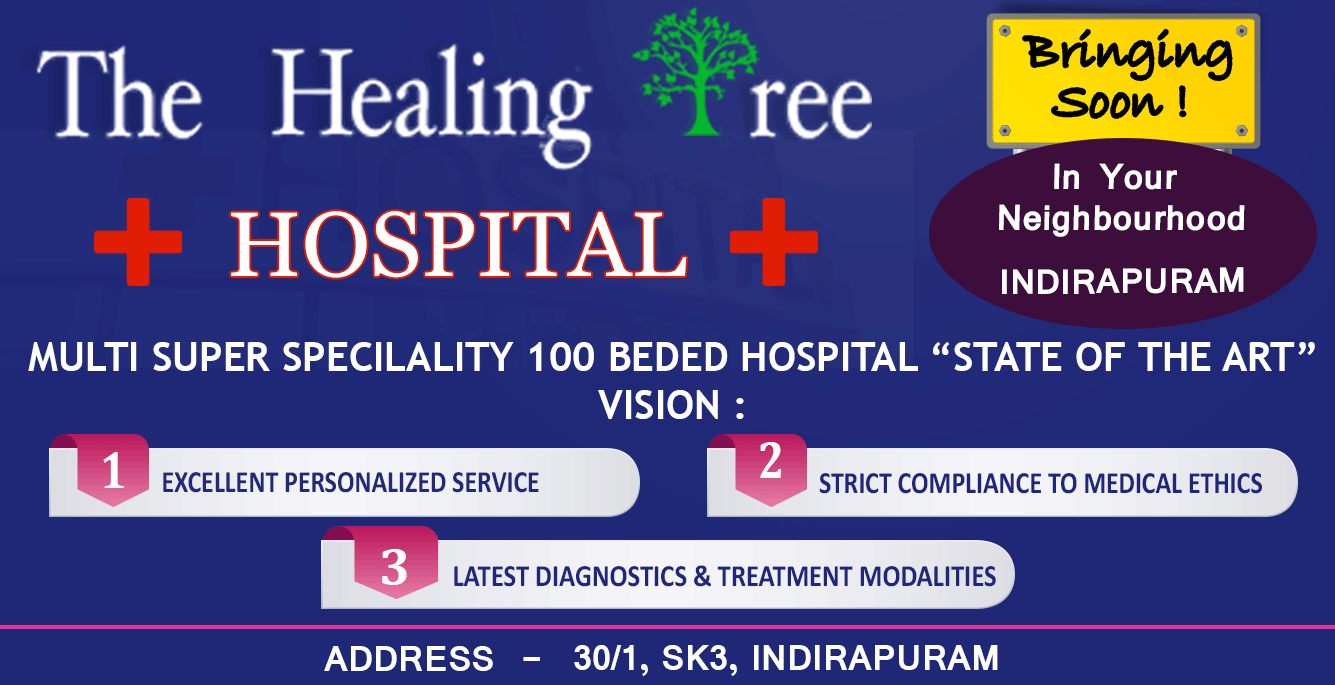 The Healing Tree
HOSPITAL
Bringing
Soon !
In Your
Neighbourhood
INDIRAPURAM
MULTI SUPER SPECILALITY 100 BEDED HOSPITAL “STATE OF THE ART”
VISION :
1 EXCELLENT PERSONALIZED SERVICE
2 STRICT COMPLIANCE TO MEDICAL ETHICS
3 LATEST DIAGNOSTICS & TREATMENT MODALITIES
ADDRESS – 30/1, SK3, INDIRAPURAM